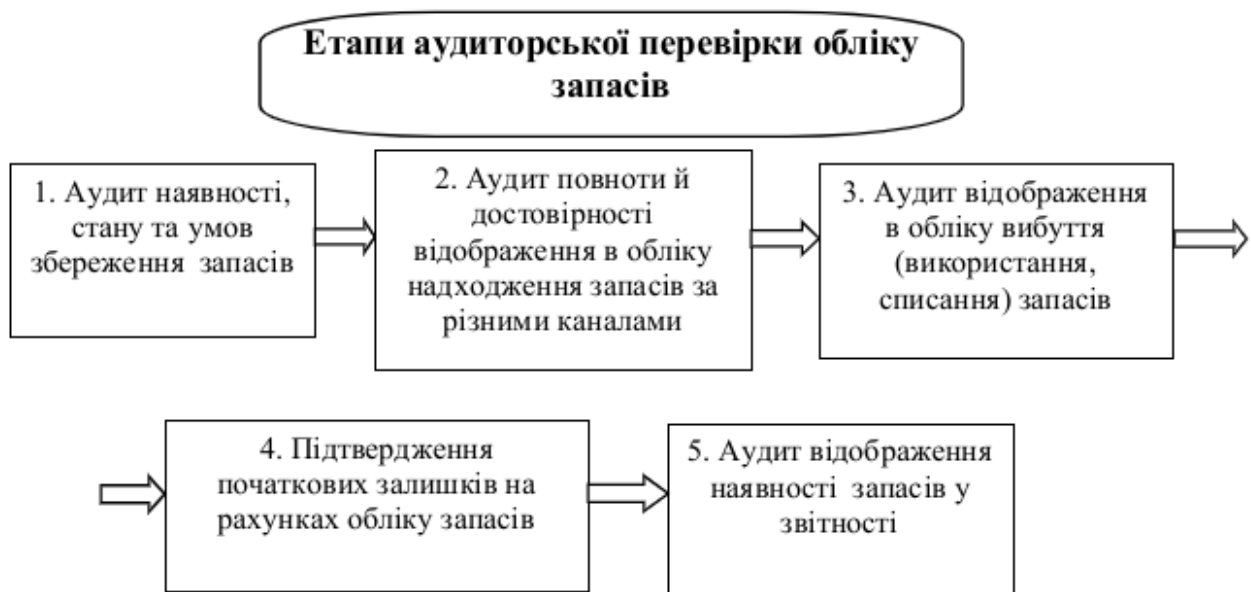 Етапи аудиторської перевірки обліку
запасів
1. Аудит наявності,
стану та умов
збереження запасів
2. Аудит повноти й
достовірності
відображення в обліку
надходження запасів за
різними каналами
3. Аудит відображення
в обліку вибуття
(використання,
списання) запасів
4. Підтвердження
початкових залишків на
рахунках обліку запасів
5. Аудит відображення
наявності запасів у
звітності